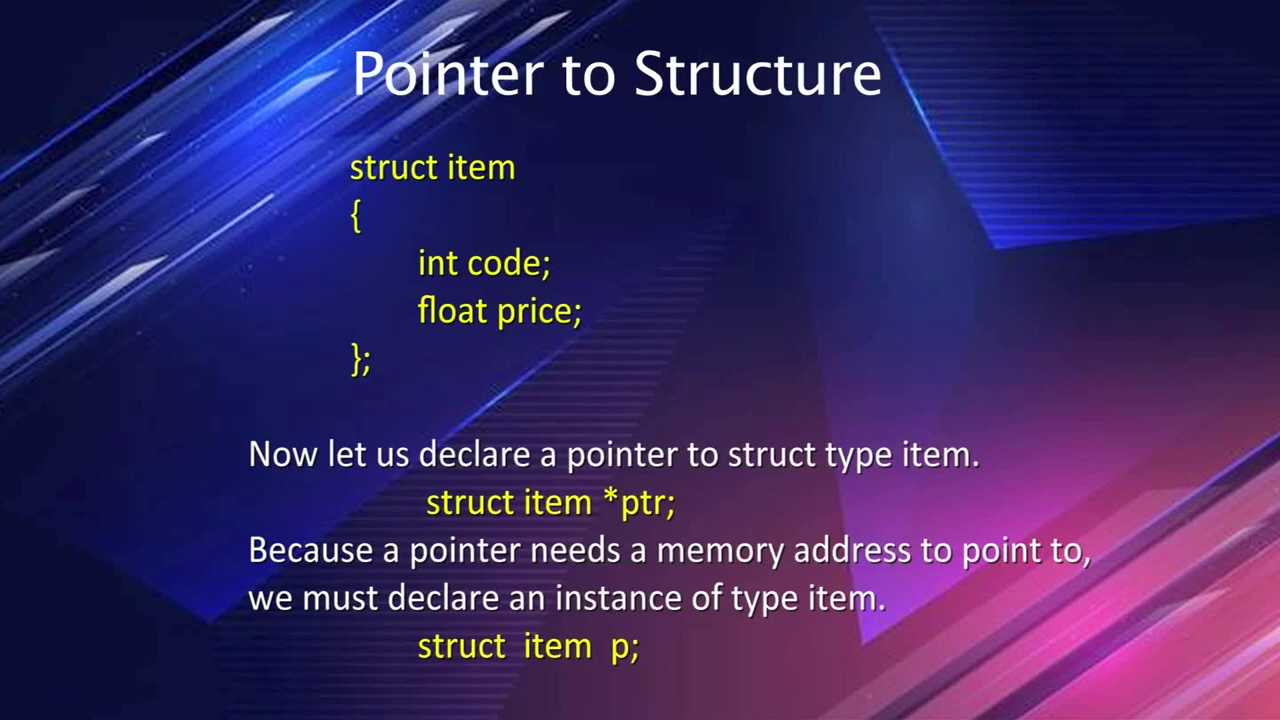 Pointer to Structure
struct item
{
int code;
float price;
};
Now let us declare a pointer to struct type item.
struct item *ptr;
Because a pointer needs a memory address to point to,
we must declare an instance of type item.
struct item p;